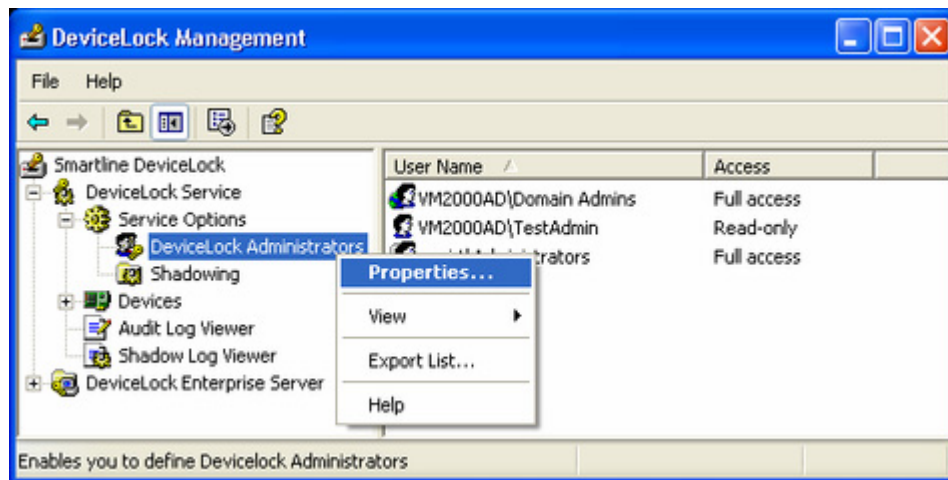 DeviceLock Management
File Help
Smartline DeviceLock
DeviceLock Service
Service Options
DeviceLock Administrators
Shadowing
Devices
Audit Log Viewer
Shadow Log Viewer
DeviceLock Enterprise Server
User Name Access
VM2000AD\Domain Admins Full access
VM2000AD\TestAdmin Read-only
Full access
Properties...
View
Export List...
Help
Enables you to define Devicelock Administrators